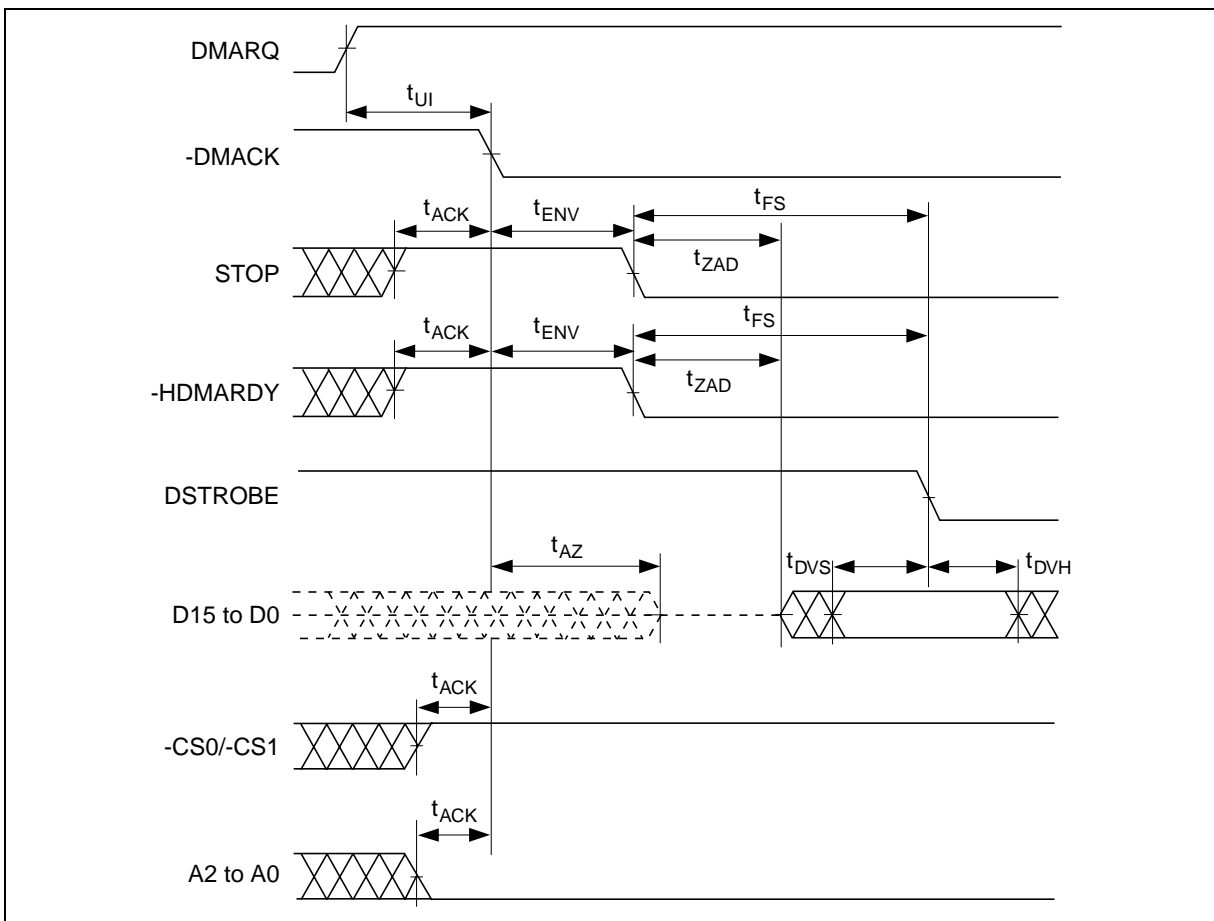 DMARQ
tUI
-DMACK
tACK tENV tFS
tZAD
STOP
tACK tENV tFS
tZAD
-HDMARDY
DSTROBE
tAZ tDVS tDVH
D15 to D0
tACK
-CS0/-CS1
tACK
A2 to A0